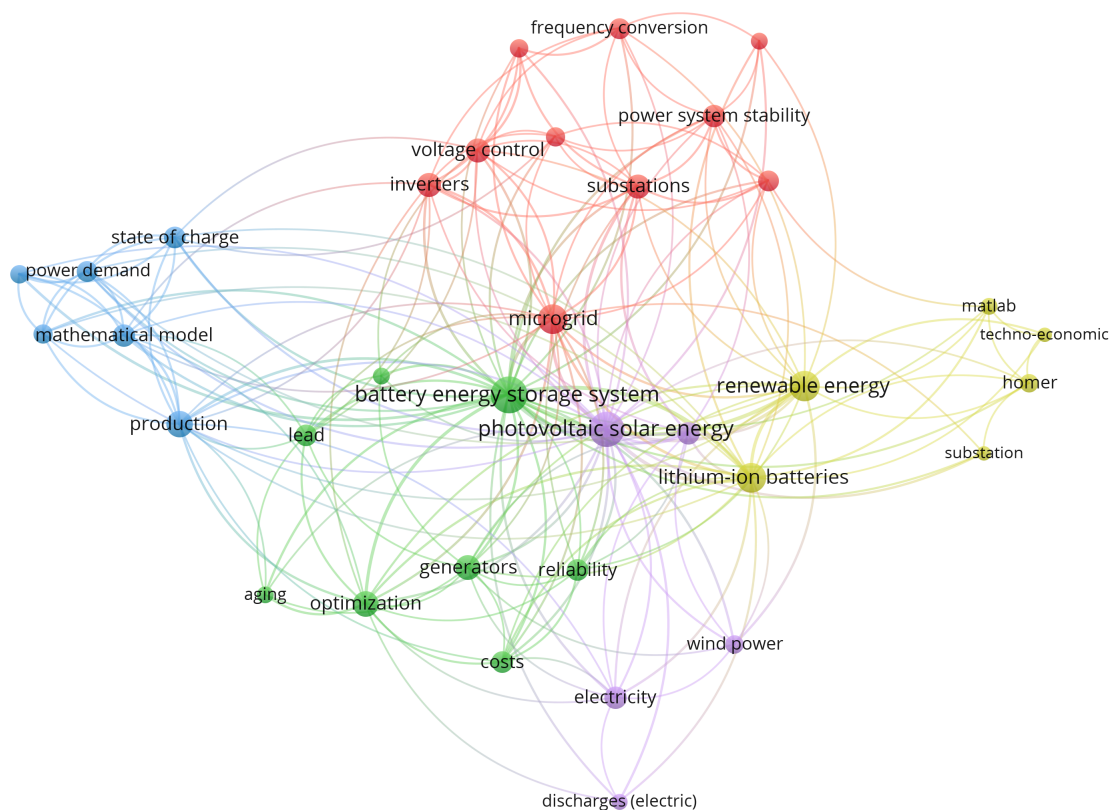 frequency conversion
power system stability
voltage control
inverters
substations
state of charge
power demand
mathematical model
microgrid
matlab
techno-economic
homer
renewable energy
battery energy storage system
production
photovoltaic solar energy
lead
substation
lithium-ion batteries
generators
reliability
aging
optimization
wind power
costs
electricity
discharges (electric)